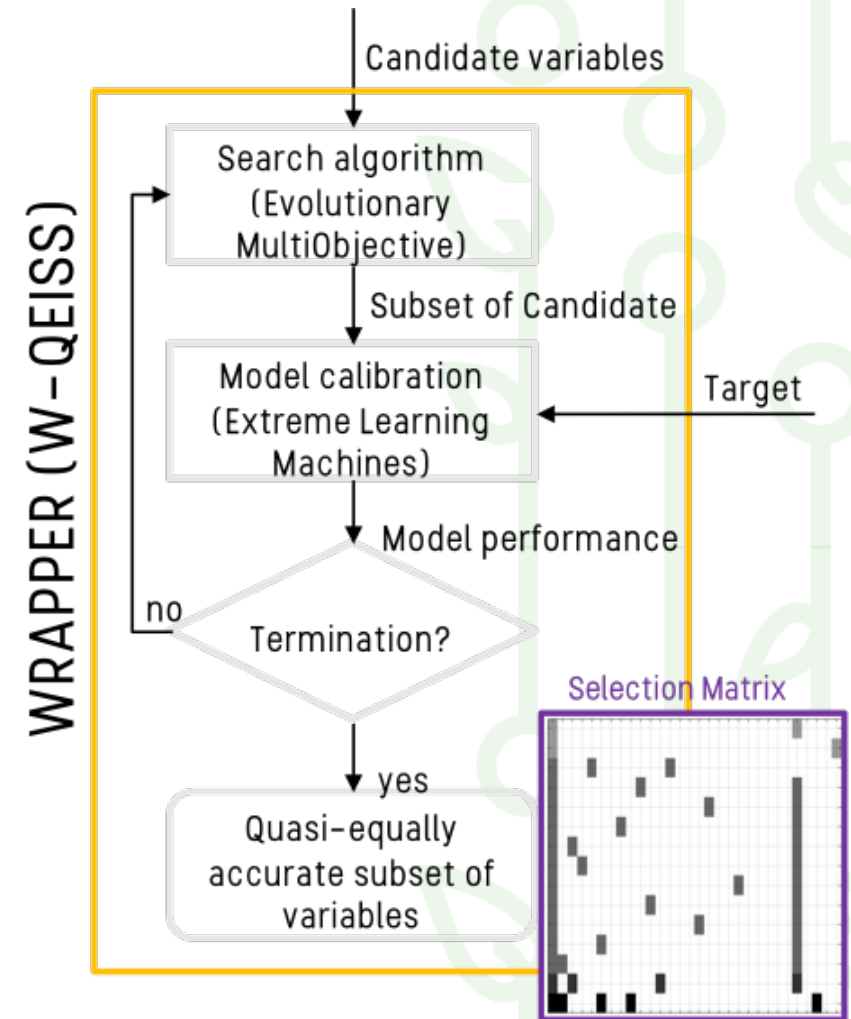 Candidate variables
WRAPPER (W-QEISS)
Search algorithm
(Evolutionary
MultiObjective)
Subset of Candidate
Model calibration
(Extreme Learning
Machines)
Target
Model performance
no
Termination?
yes
Selection Matrix
Quasi-equally
accurate subset of
variables